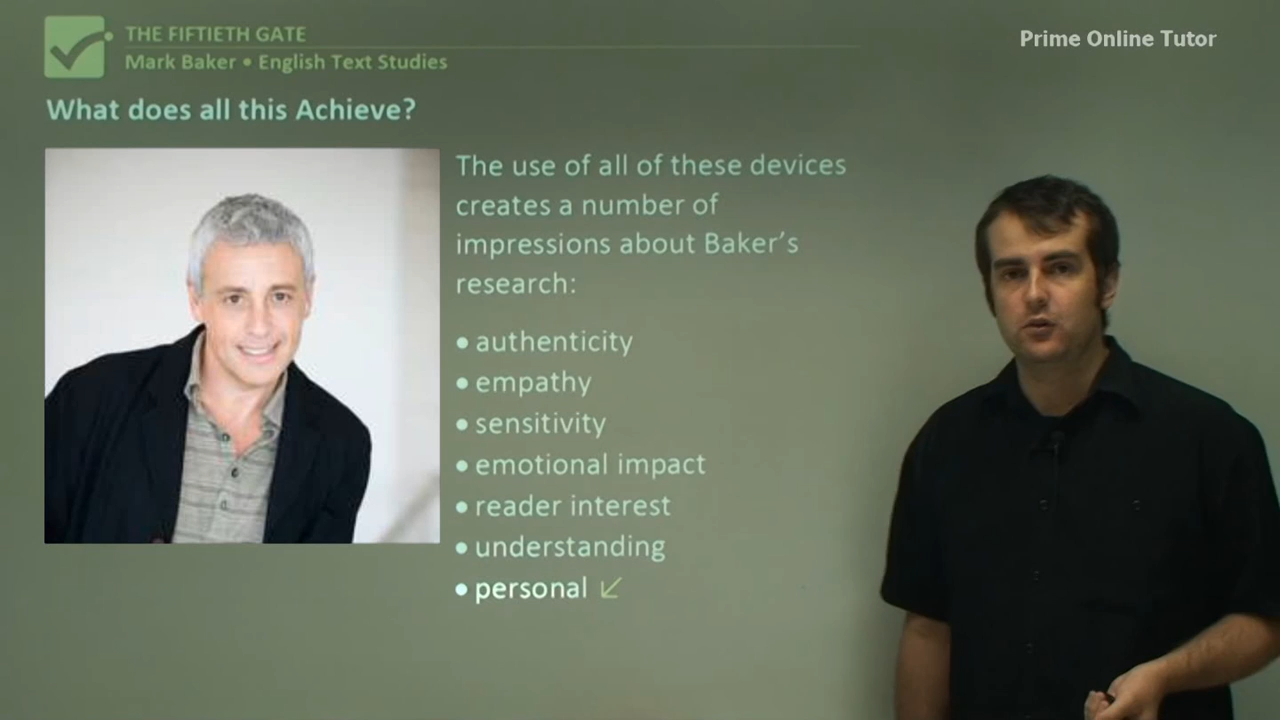 THE FIFTIETH GATE
Mark Baker • English Text Studies
Prime Online Tutor
What does all this Achieve?
The use of all of these devices
creates a number of
impressions about Baker's
research:
• authenticity
• empathy
• sensitivity
• emotional impact
• reader interest
• understanding
• personal ↙